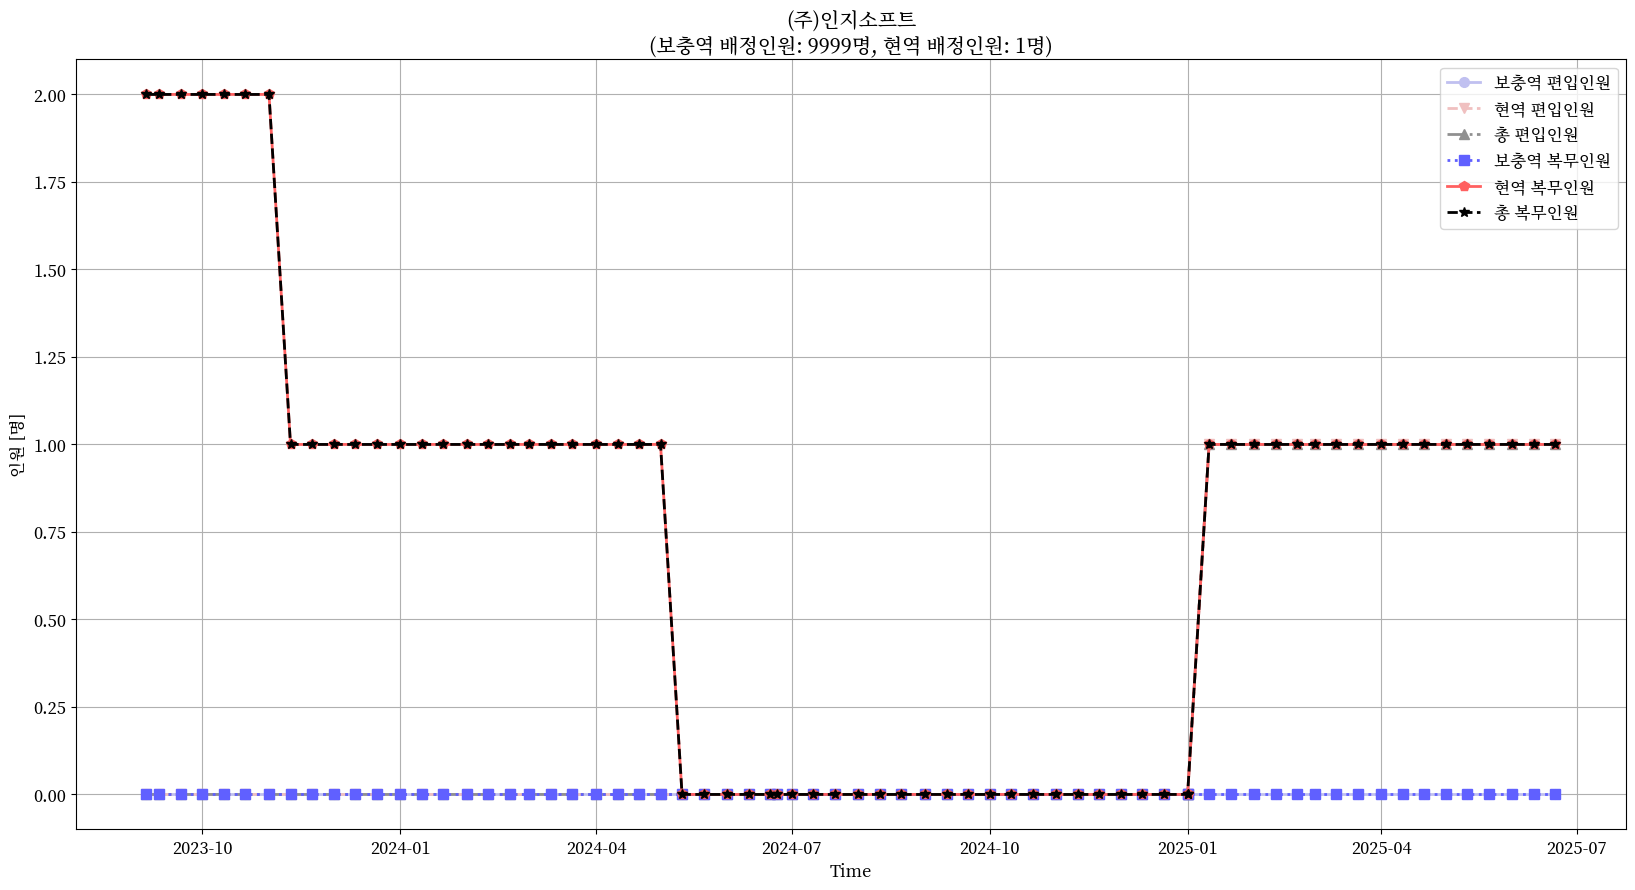 (주)인지소프트
(보충역 배정인원: 9999명, 현역 배정인원: 1명)
보충역 편입인원
현역 편입인원
총 편입인원
보충역 복무인원
현역 복무인원
총 복무인원
인원 [명]
2.00
1.75
1.50
1.25
1.00
0.75
0.50
0.25
0.00
2023-10
2024-01
2024-04
2024-07
2024-10
2025-01
2025-04
2025-07
Time